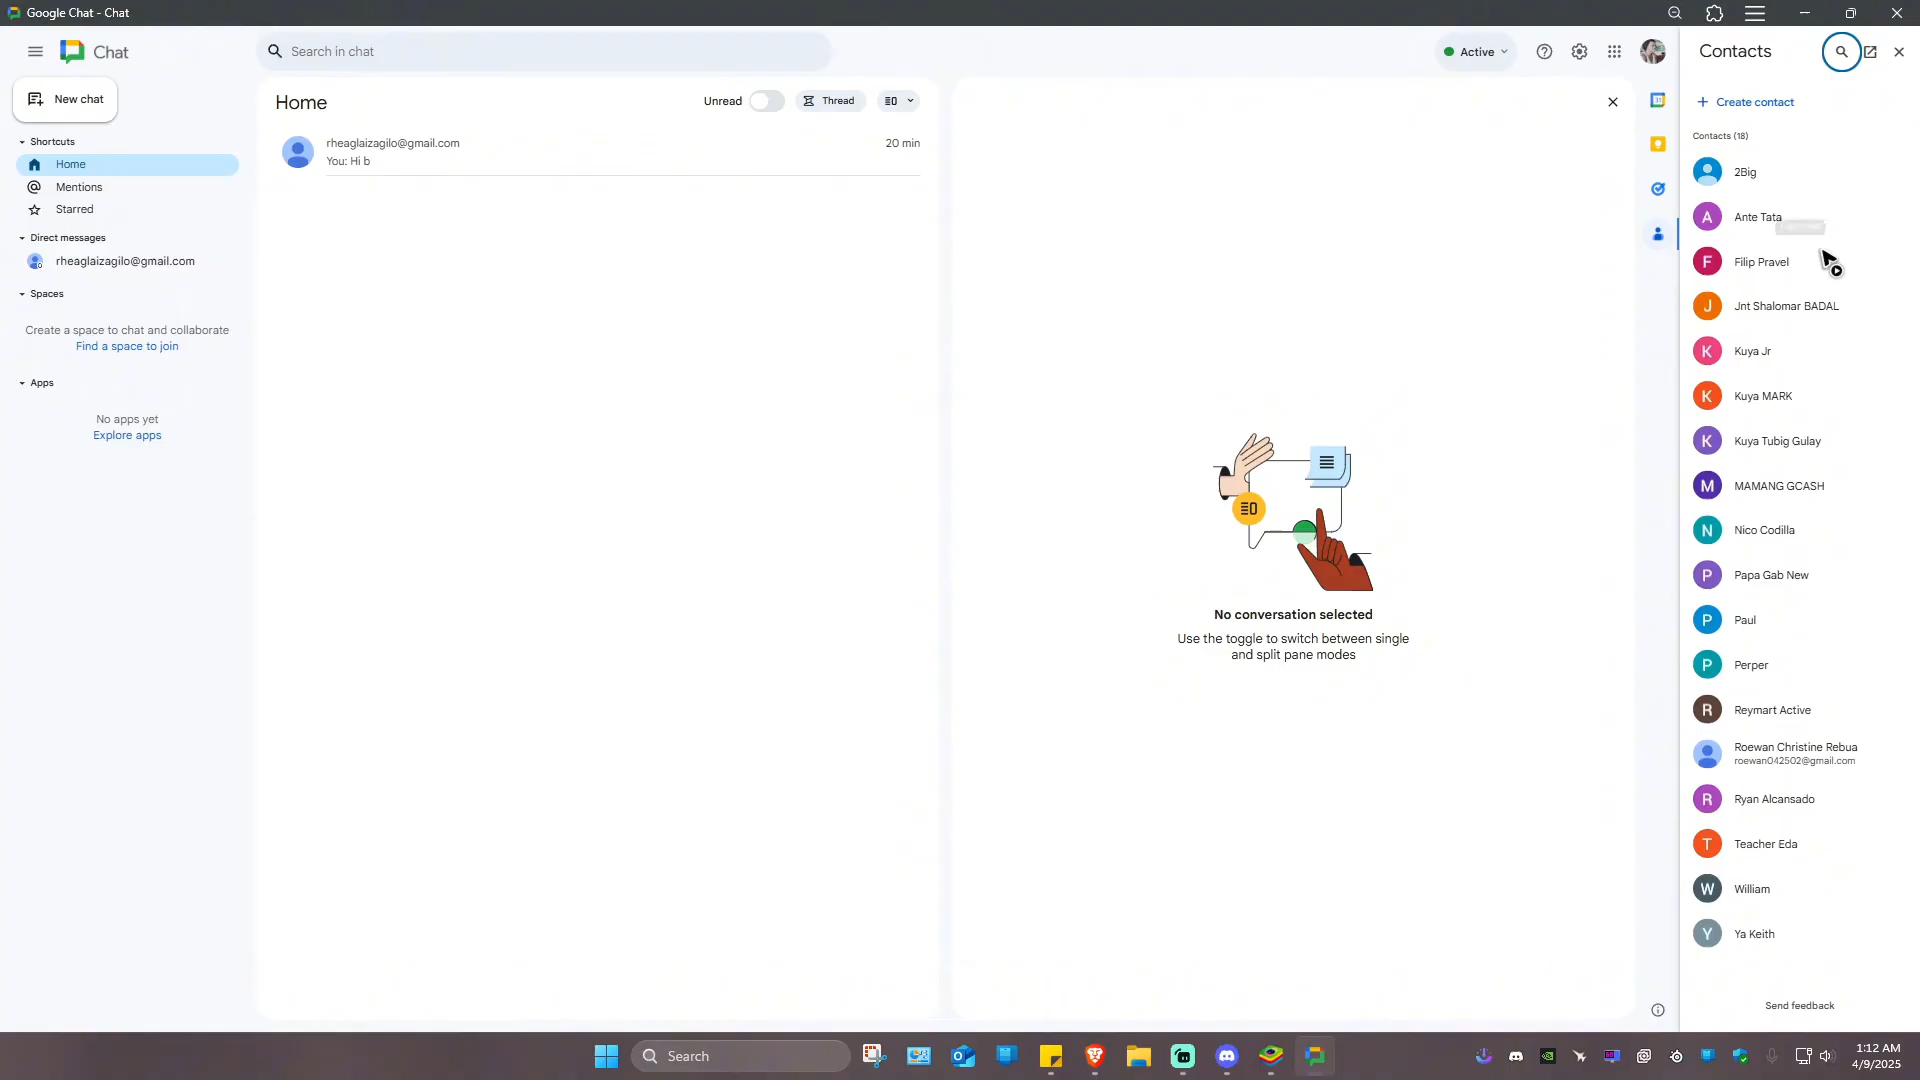 Google Chat - Chat
Chat
Search in chat
Active
New chat
Shortcuts
Home
Mentions
Starred
Direct messages
rheaglaizagilo@gmail.com
Spaces
Create a space to chat and collaborate
Find a space to join
Apps
No apps yet
Explore apps
Home
Unread
Thread
rheaglaizagilo@gmail.com
20 min
You: Hi b
No conversation selected
Use the toggle to switch between single
and split pane modes
Contacts
Create contact
Contacts (18)
2Big
A
Ante Tata
F
Filip Pravel
J
Jnt Shalomar BADAL
K
Kuya Jr
K
Kuya MARK
K
Kuya Tubig Gulay
M
MAMANG GCASH
N
Nico Codilla
P
Papa Gab New
P
Paul
P
Perper
R
Reymart Active
Roewan Christine Rebua
roewan042502@gmail.com
R
Ryan Alcansado
T
Teacher Eda
W
William
Y
Ya Keith
Send feedback
Search
1:12 AM
4/9/2025